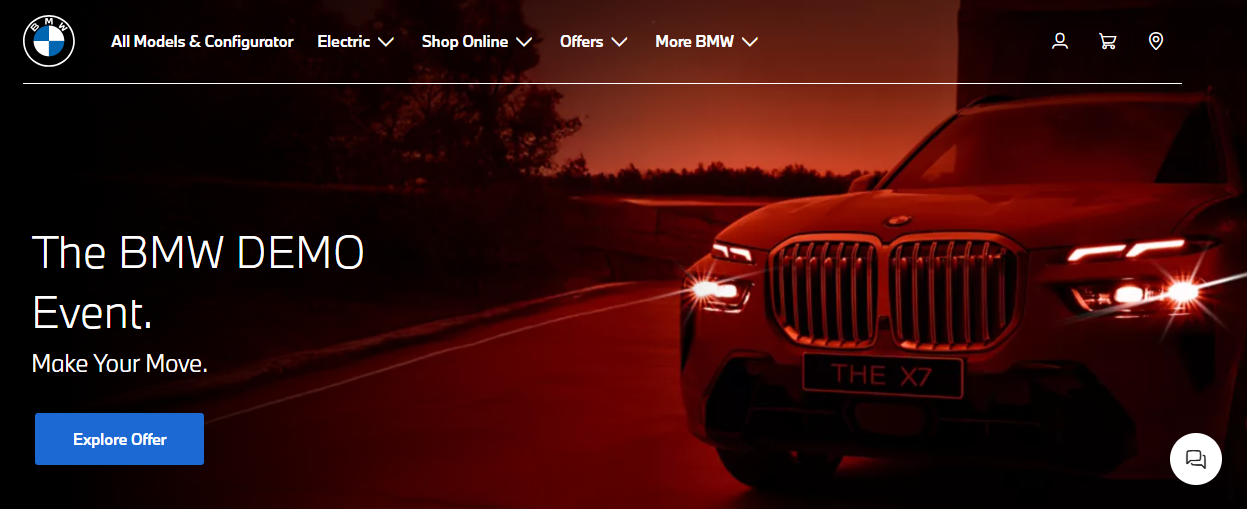 BMW
All Models & Configurator Electric Shop Online Offers More BMW
The BMW DEMO
Event.
Make Your Move.
Explore Offer
THE X7